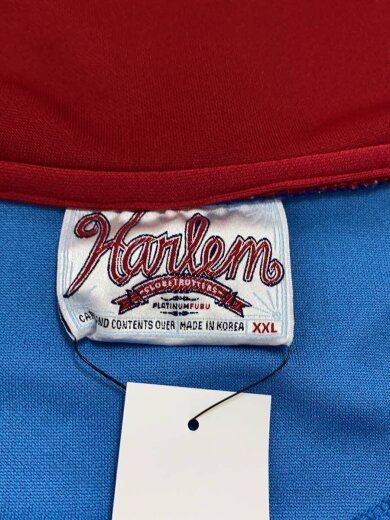 Harlem
GLOBETROTTERS
PLATINUMFUBU
CARE AND CONTENTS OVER MADE IN KOREA XXL